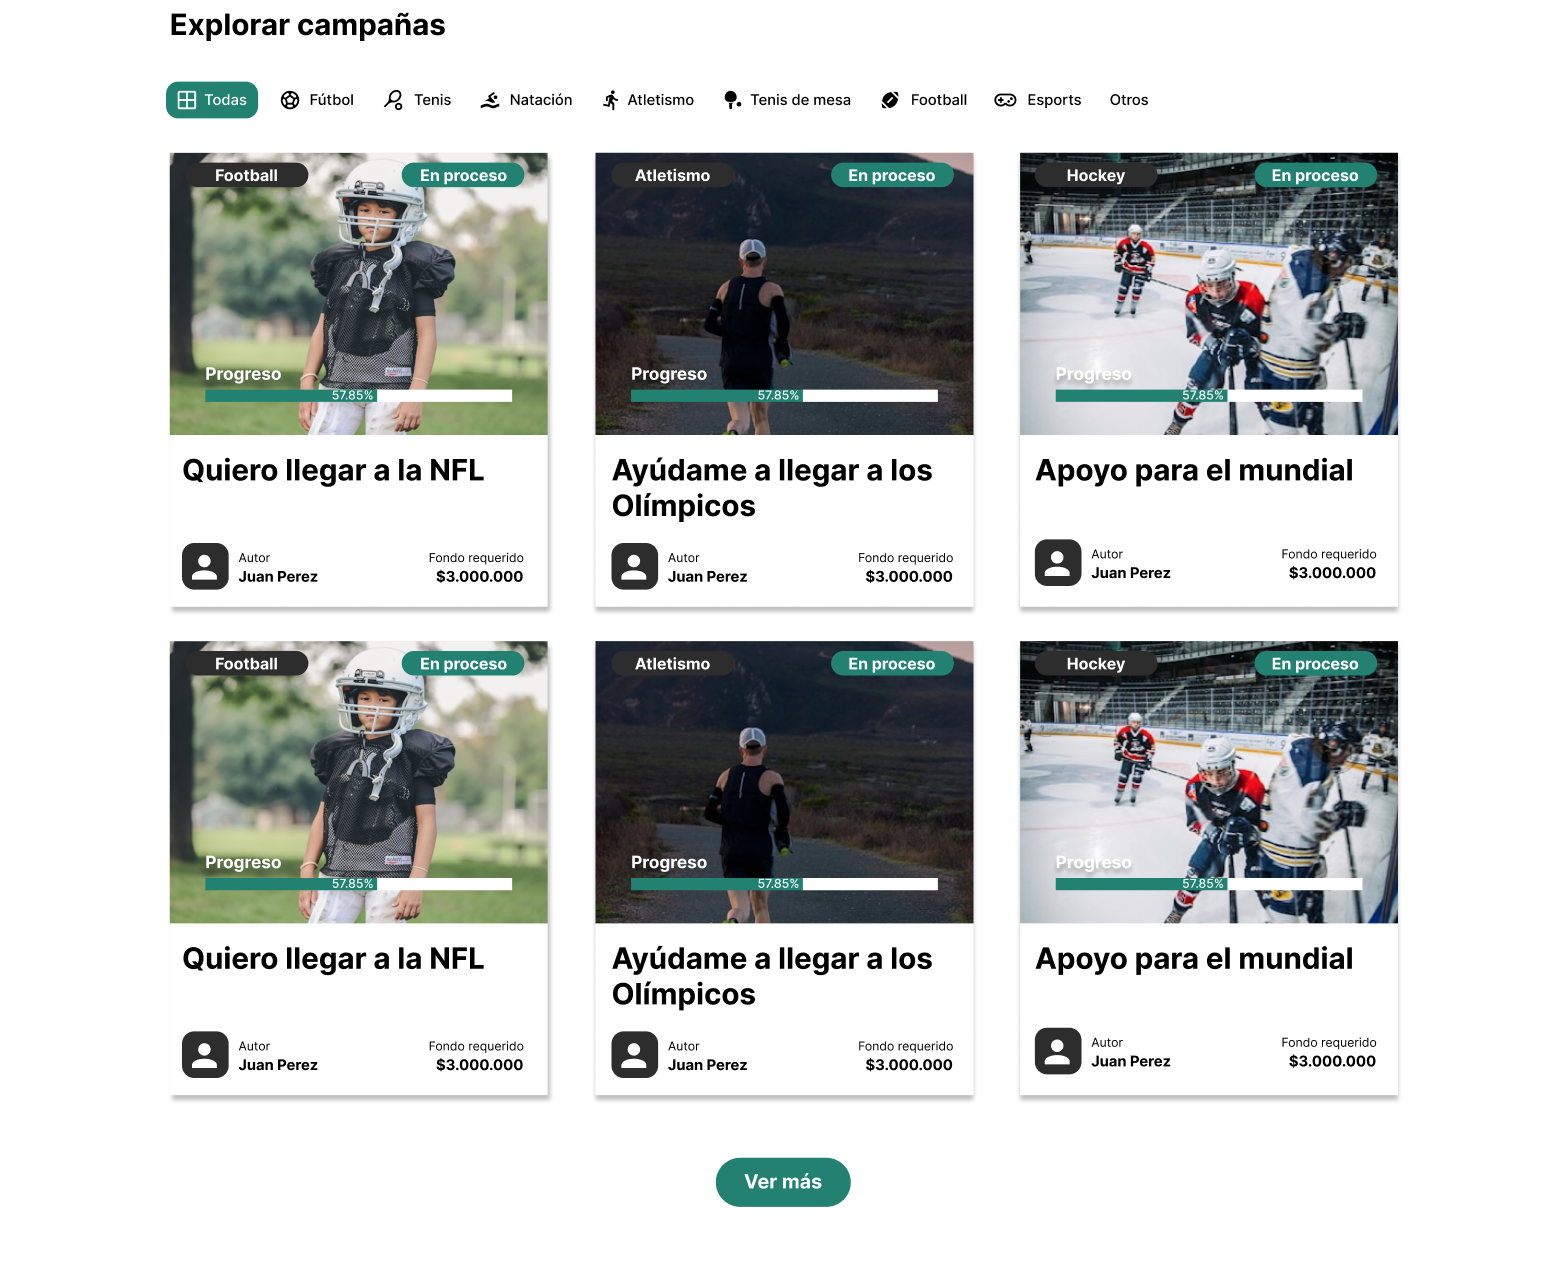 Explorar campañas
Todas Fútbol Tenis Natación Atletismo Tenis de mesa Football Esports Otros
Football En proceso
Progreso
57.85%
Quiero llegar a la NFL
Autor Fondo requerido
Juan Perez $3.000.000
Atletismo En proceso
Progreso
57.85%
Ayúdame a llegar a los
Olímpicos
Autor Fondo requerido
Juan Perez $3.000.000
Hockey En proceso
Progreso
57.85%
Apoyo para el mundial
Autor Fondo requerido
Juan Perez $3.000.000
Football En proceso
Progreso
57.85%
Quiero llegar a la NFL
Autor Fondo requerido
Juan Perez $3.000.000
Atletismo En proceso
Progreso
57.85%
Ayúdame a llegar a los
Olímpicos
Autor Fondo requerido
Juan Perez $3.000.000
Hockey En proceso
Progreso
57.85%
Apoyo para el mundial
Autor Fondo requerido
Juan Perez $3.000.000
Ver más